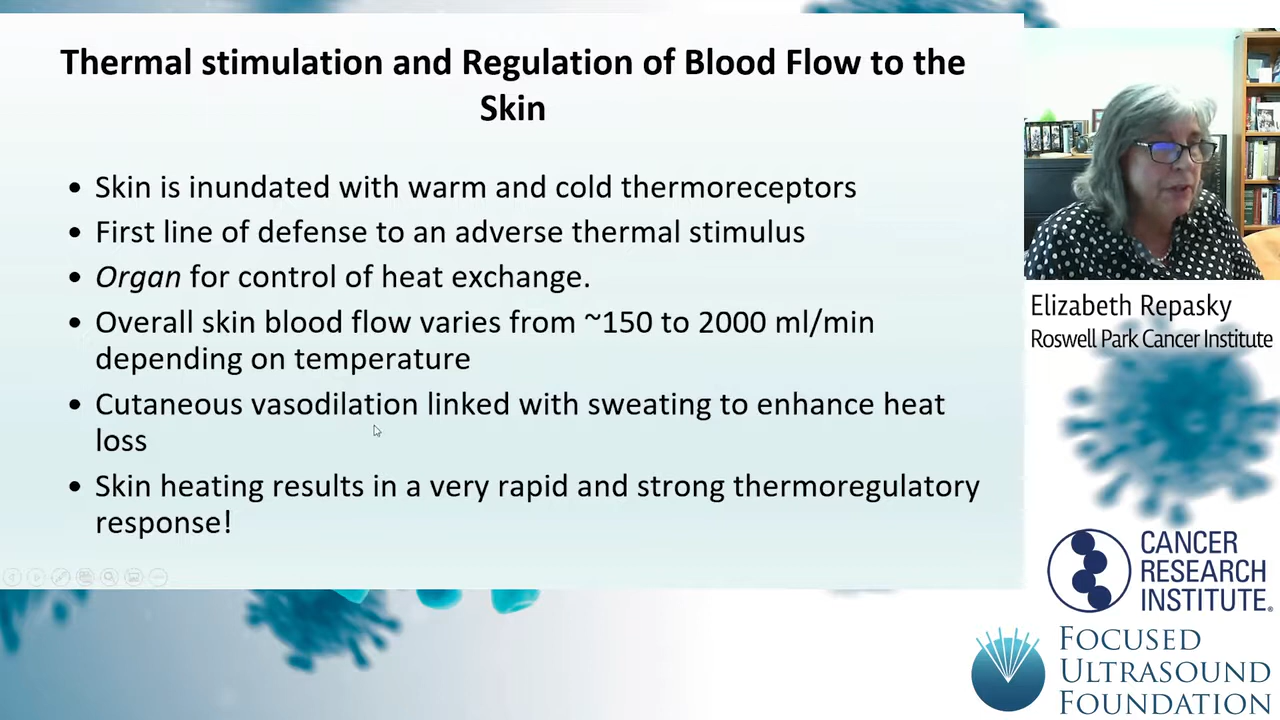 Thermal stimulation and Regulation of Blood Flow to the
Skin
• Skin is inundated with warm and cold thermoreceptors
• First line of defense to an adverse thermal stimulus
• Organ for control of heat exchange.
• Overall skin blood flow varies from ~150 to 2000 ml/min
depending on temperature
• Cutaneous vasodilation linked with sweating to enhance heat
loss
• Skin heating results in a very rapid and strong thermoregulatory
response!
Elizabeth Repasky
Roswell Park Cancer Institute
CANCER
RESEARCH
INSTITUTE®
FOCUSED
ULTRASOUND
FOUNDATION